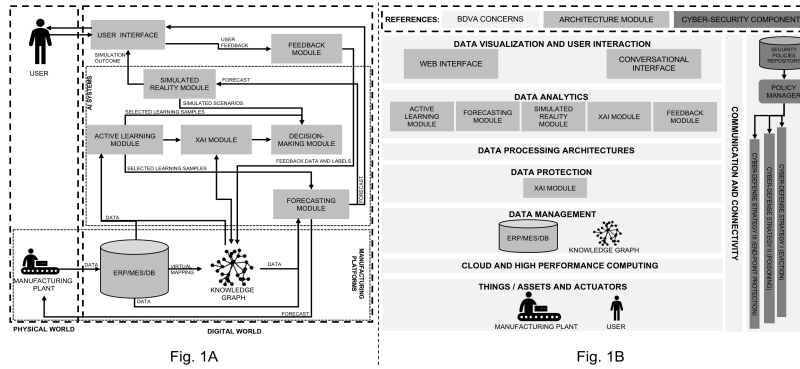 USER INTERFACE
USER
FEEDBACK
FEEDBACK
MODULE
USER
SIMULATION
OUTCOME
AI SYSTEMS
SIMULATED
REALITY MODULE
FORECAST
SIMULATED SCENARIOS
SELECTED LEARNING SAMPLES
ACTIVE LEARNING
MODULE
XAI MODULE
DECISION-
MAKING MODULE
FEEDBACK DATA AND LABELS
SELECTED LEARNING SAMPLES
FORECASTING
MODULE
FORECAST
DATA
DATA
MANUFACTURING
PLANT
DATA
ERP/MES/DB
VIRTUAL
MAPPING
KNOWLEDGE
GRAPH
DATA
DATA
FORECAST
MANUFACTURING
PLATFORMS
PHYSICAL WORLD
DIGITAL WORLD
Fig. 1A
REFERENCES:
BDVA CONCERNS
ARCHITECTURE MODULE
CYBER-SECURITY COMPONENT
DATA VISUALIZATION AND USER INTERACTION
WEB INTERFACE
CONVERSATIONAL
INTERFACE
DATA ANALYTICS
ACTIVE
LEARNING
MODULE
FORECASTING
MODULE
SIMULATED
REALITY
MODULE
XAI MODULE
FEEDBACK
MODULE
DATA PROCESSING ARCHITECTURES
DATA PROTECTION
XAI MODULE
DATA MANAGEMENT
ERP/MES/DB
KNOWLEDGE GRAPH
CLOUD AND HIGH PERFORMANCE COMPUTING
THINGS / ASSETS AND ACTUATORS
MANUFACTURING PLANT
USER
COMMUNICATION AND CONNECTIVITY
SECURITY
POLICIES
REPOSITORY
POLICY
MANAGER
CYBER-DEFENSE STRATEGY III (END-POINT PROTECTION)
CYBER-DEFENSE STRATEGY II (POISONING)
CYBER-DEFENSE STRATEGY I (EVICTION)
Fig. 1B